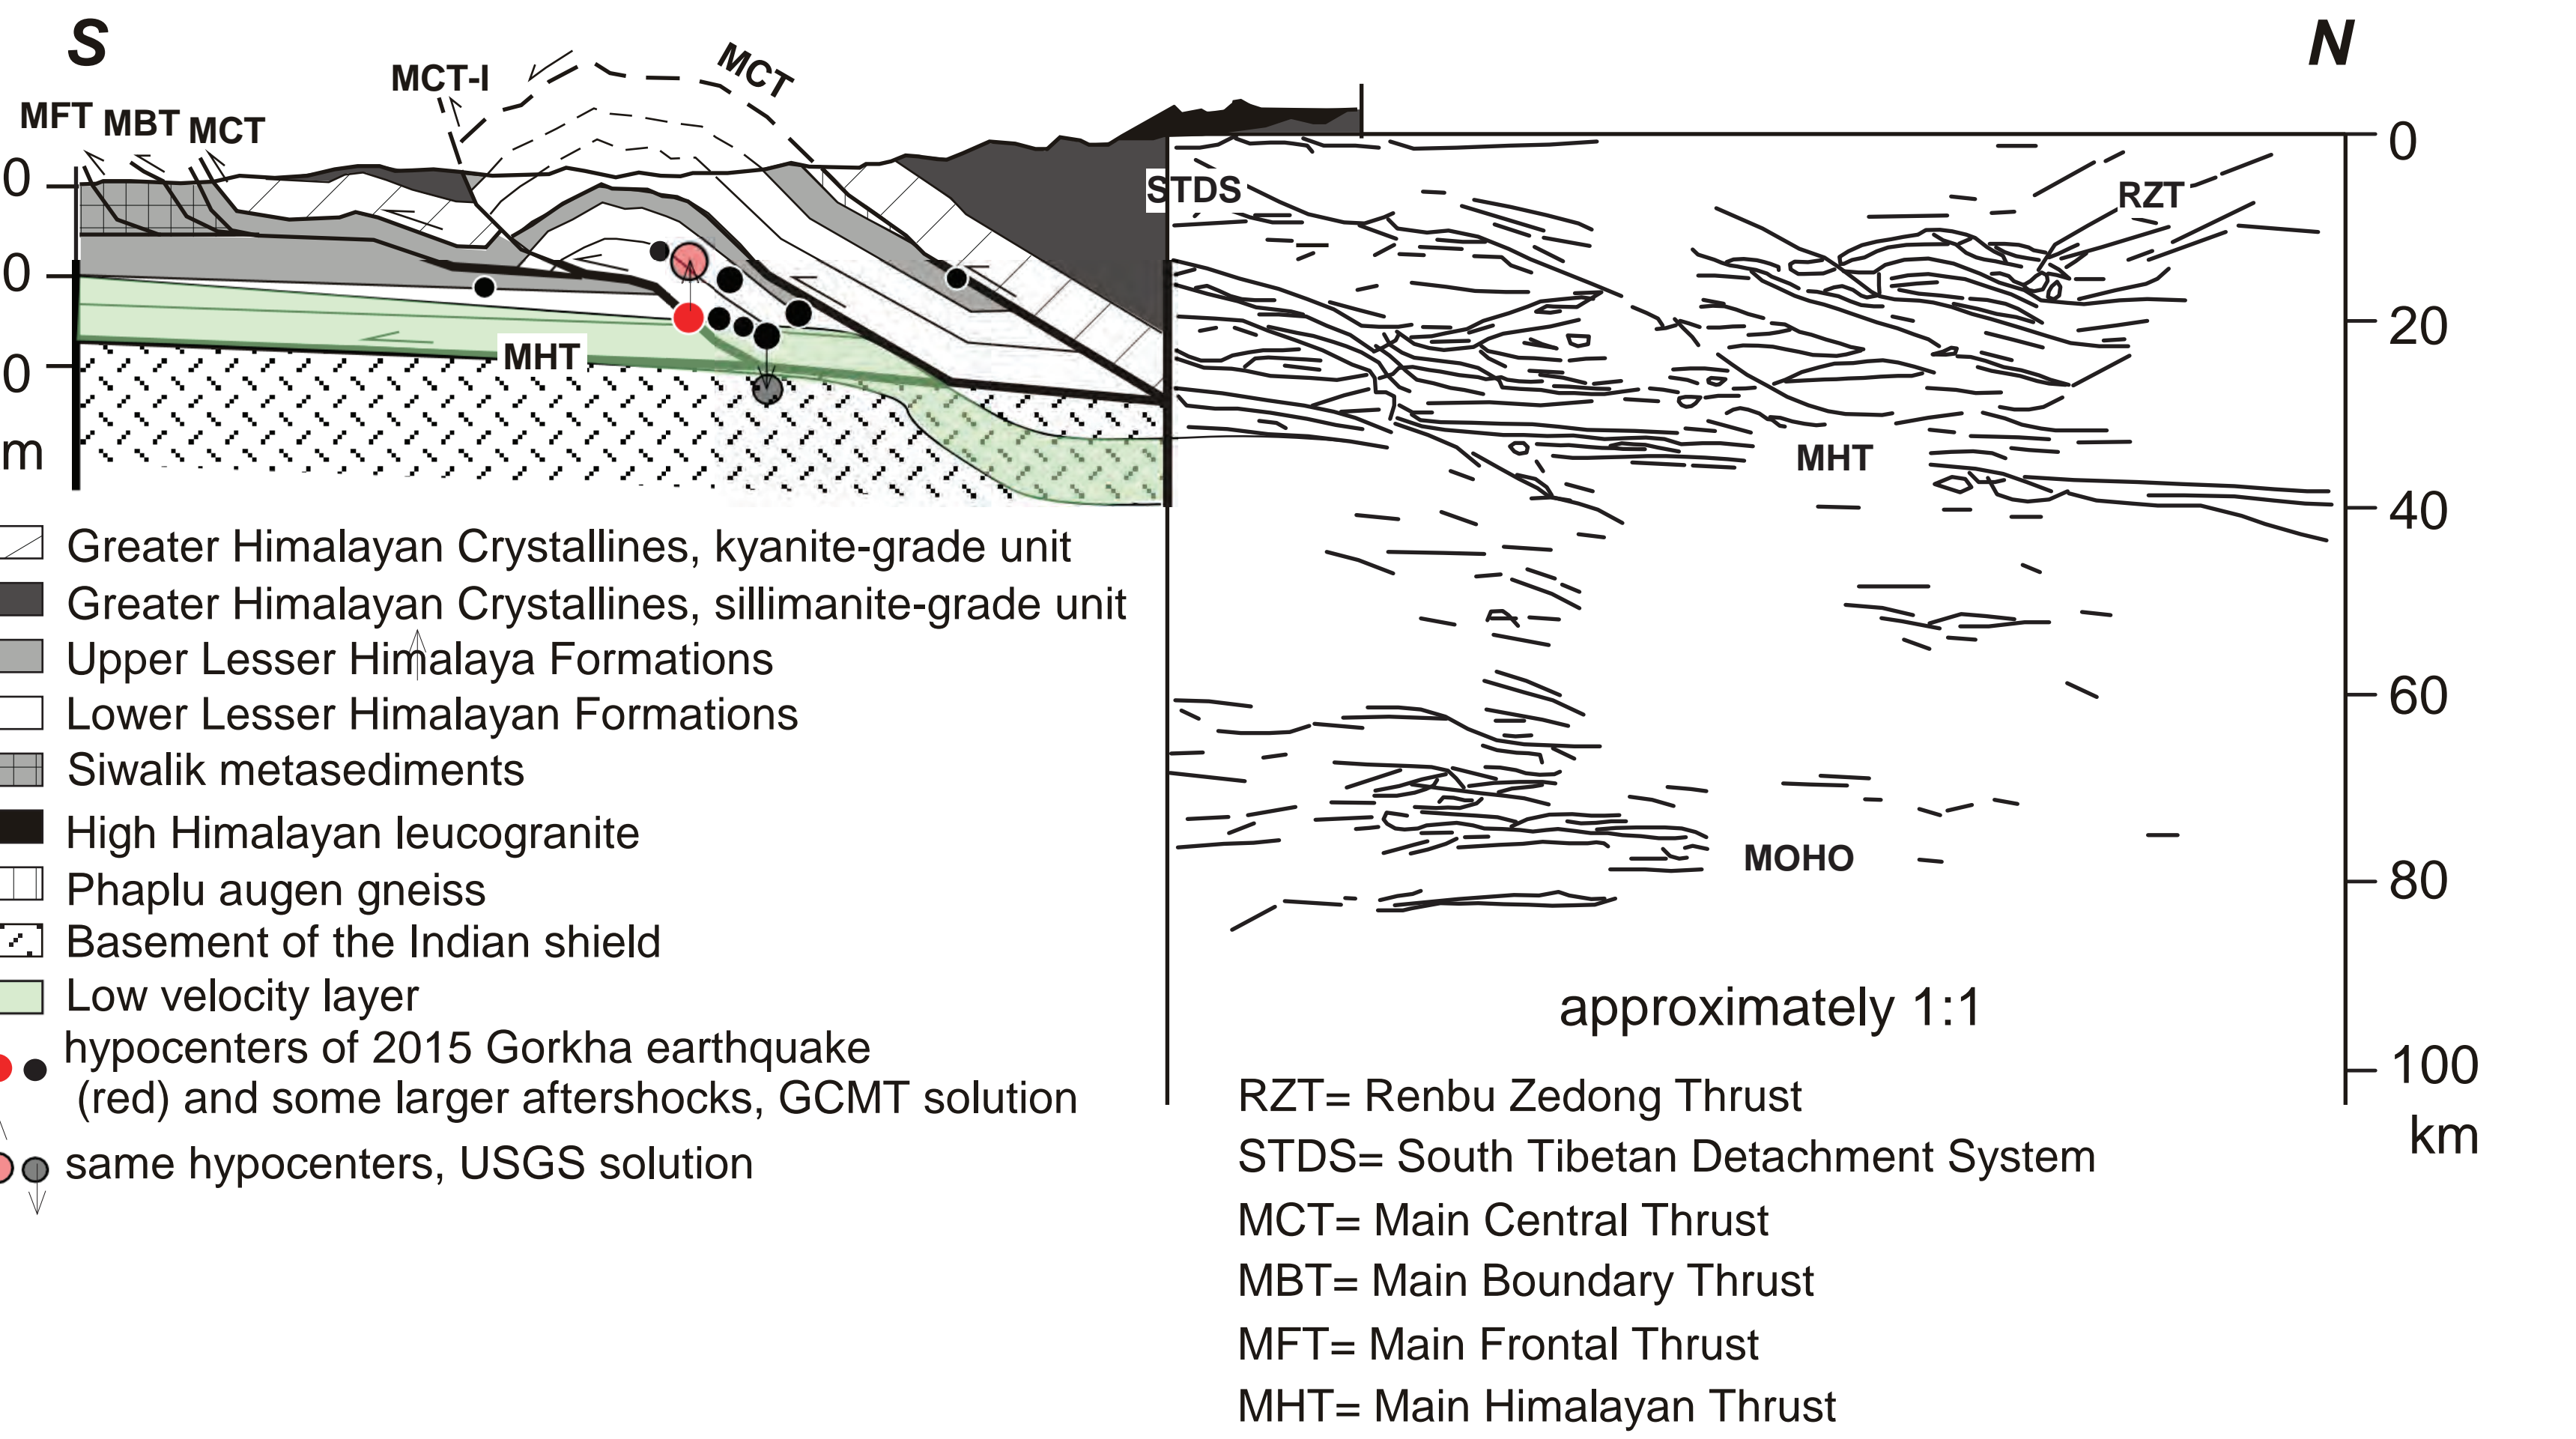 S
N
MCT-I
MCT
MFT
MBT
MCT
0
0
0
m
MHT
STDS
RZT
MHT
MOHO
0
20
40
60
80
100
km
Greater Himalayan Crystallines, kyanite-grade unit
Greater Himalayan Crystallines, sillimanite-grade unit
Upper Lesser Himalaya Formations
Lower Lesser Himalayan Formations
Siwalik metasediments
High Himalayan leucogranite
Phaplu augen gneiss
Basement of the Indian shield
Low velocity layer
hypocenters of 2015 Gorkha earthquake
(red) and some larger aftershocks, GCMT solution
same hypocenters, USGS solution
approximately 1:1
RZT= Renbu Zedong Thrust
STDS= South Tibetan Detachment System
MCT= Main Central Thrust
MBT= Main Boundary Thrust
MFT= Main Frontal Thrust
MHT= Main Himalayan Thrust